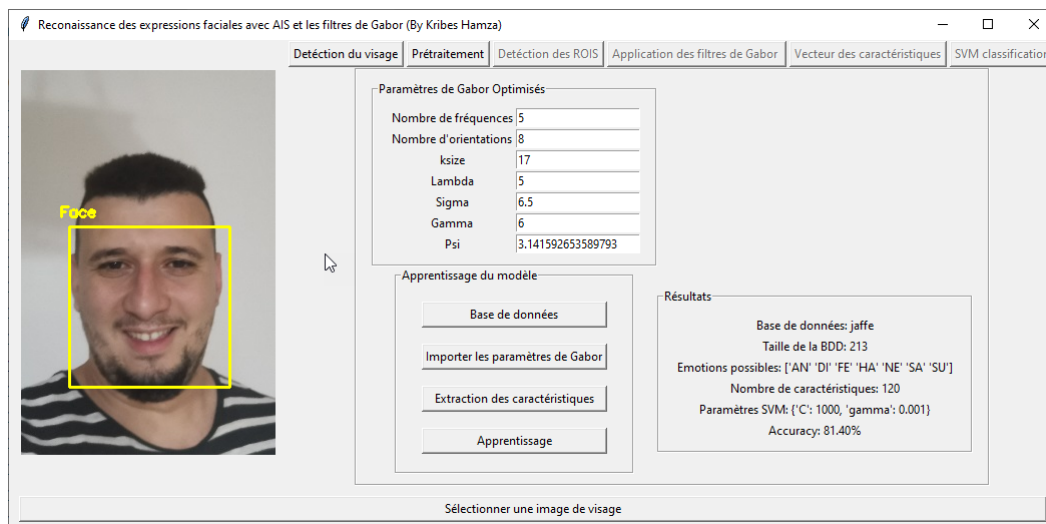 Reconaissance des expressions faciales avec AIS et les filtres de Gabor (By Kribes Hamza)
Detéction du visage Prétraitement Detéction des ROIS Application des filtres de Gabor Vecteur des caractéristiques SVM classification
Face
Paramètres de Gabor Optimisés
Nombre de fréquences 5
Nombre d'orientations 8
ksize 17
Lambda 5
Sigma 6.5
Gamma 6
Psi 3.141592653589793
Apprentissage du modèle
Base de données
Importer les paramètres de Gabor
Extraction des caractéristiques
Apprentissage
Résultats
Base de données: jaffe
Taille de la BDD: 213
Emotions possibles: ['AN' 'DI' 'FE' 'HA' 'NE' 'SA' 'SU']
Nombre de caractéristiques: 120
Paramètres SVM: {'C': 1000, 'gamma': 0.001}
Accuracy: 81.40%
Sélectionner une image de visage